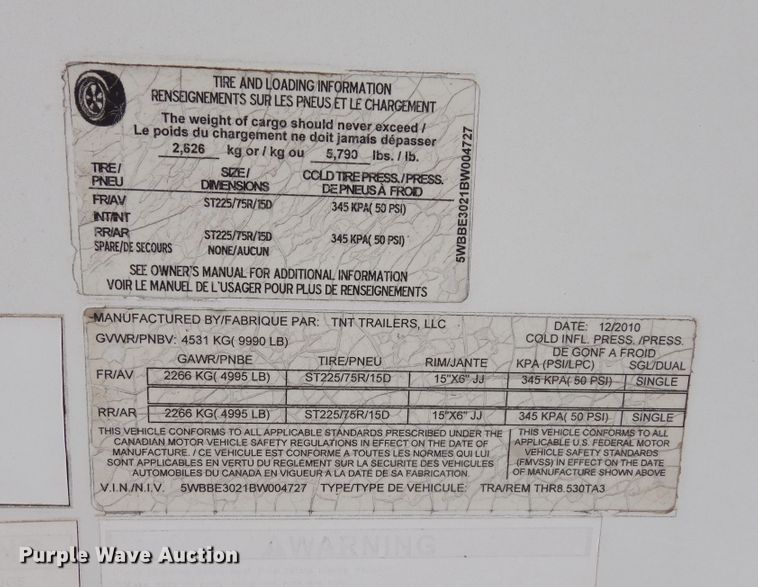 TIRE AND LOADING INFORMATION
RENSEIGNEMENTS SUR LES PNEUS ET LE CHARGEMENT
The weight of cargo should never exceed /
Le poids du chargement ne doit jamais dépasser
2,626 kg or / kg ou 5,790 lbs. / lb.
TIRE / SIZE / COLD TIRE PRESS. / PRESS.
PNEU DIMENSIONS DE PNEUS À FROID
FR/AV ST225/75R/15D 345 KPA( 50 PSI)
INT/INT
RR/AR ST225/75R/15D 345 KPA( 50 PSI)
SPARE/DE SECOURS NONE/AUCUN
SEE OWNER'S MANUAL FOR ADDITIONAL INFORMATION
VOIR LE MANUEL DE L'USAGER POUR PLUS DE RENSEIGNEMENTS
5WBBE3021BW004727
MANUFACTURED BY/FABRIQUE PAR: TNT TRAILERS, LLC DATE: 12/2010
GVWR/PNBV: 4531 KG( 9990 LB) COLD INFL. PRESS. /PRESS.
DE GONF A FROID
GAWR/PNBE TIRE/PNEU RIM/JANTE KPA (PSI/LPC) SGL/DUAL
FR/AV 2266 KG( 4995 LB) ST225/75R/15D 15"X6" JJ 345 KPA( 50 PSI) SINGLE
RR/AR 2266 KG( 4995 LB) ST225/75R/15D 15"X6" JJ 345 KPA( 50 PSI) SINGLE
THIS VEHICLE CONFORMS TO ALL APPLICABLE STANDARDS PRESCRIBED UNDER THE
CANADIAN MOTOR VEHICLE SAFETY REGULATIONS IN EFFECT ON THE DATE OF
MANUFACTURE. / CE VEHICULE EST CONFORME A TOUTES LES NORMES QUI LUI
SONT APPLICABLES EN VERTU DU REGLEMENT SUR LA SECURITE DES VEHICULES
AUTOMOBILES DU CANADA EN VIGUEUR A LA DATE DE SA FABRICATION.
THIS VEHICLE CONFORMS TO ALL
APPLICABLE U.S. FEDERAL MOTOR
VEHICLE SAFETY STANDARDS
(FMVSS) IN EFFECT ON THE DATE
OF MANUFACTURE SHOWN ABOVE
V.I.N./N.I.V. 5WBBE3021BW004727 TYPE/TYPE DE VEHICULE: TRA/REM THR8.530TA3
WARNING
Purple Wave Auction